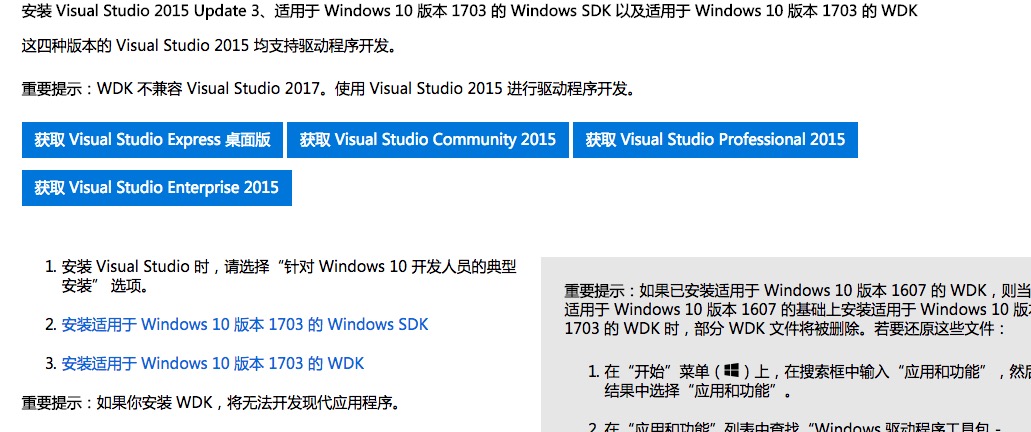 安装 Visual Studio 2015 Update 3、适用于 Windows 10 版本 1703 的 Windows SDK 以及适用于 Windows 10 版本 1703 的 WDK
这四种版本的 Visual Studio 2015 均支持驱动程序开发。
重要提示：WDK 不兼容 Visual Studio 2017。使用 Visual Studio 2015 进行驱动程序开发。
获取 Visual Studio Express 桌面版
获取 Visual Studio Community 2015
获取 Visual Studio Professional 2015
获取 Visual Studio Enterprise 2015
1. 安装 Visual Studio 时，请选择“针对 Windows 10 开发人员的典型
安装” 选项。
2. 安装适用于 Windows 10 版本 1703 的 Windows SDK
3. 安装适用于 Windows 10 版本 1703 的 WDK
重要提示：如果你安装 WDK，将无法开发现代应用程序。
重要提示：如果已安装适用于 Windows 10 版本 1607 的 WDK，则当
适用于 Windows 10 版本 1607 的基础上安装适用于 Windows 10 版
1703 的 WDK 时，部分 WDK 文件将被删除。若要还原这些文件：
1. 在“开始”菜单 ( ) 上，在搜索框中输入“应用和功能” ，然后
结果中选择“应用和功能” 。
2. 在“应用和功能”列表中查找“Windows 驱动程序工具包 -